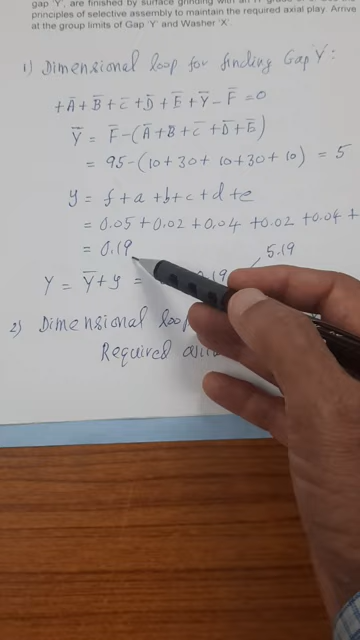 gap 'Y', are finished by surface grinding with an
principles of selective assembly to maintain the required axial play. Arrive
at the group limits of Gap 'Y' and Washer 'X'.
1) Dimensional loop for finding Gap Y:
+A̅ + B̅ + C̅ + D̅ + E̅ + Y̅ - F̅ = 0
Y̅ = F̅ - (A̅ + B̅ + C̅ + D̅ + E̅)
= 95 - (10 + 30 + 10 + 30 + 10) = 5
y = f + a + b + c + d + e
= 0.05 + 0.02 + 0.04 + 0.02 + 0.04 +
= 0.19
5.19
Y = Y̅ + y = 0.19
2) Dimensional loop
Required